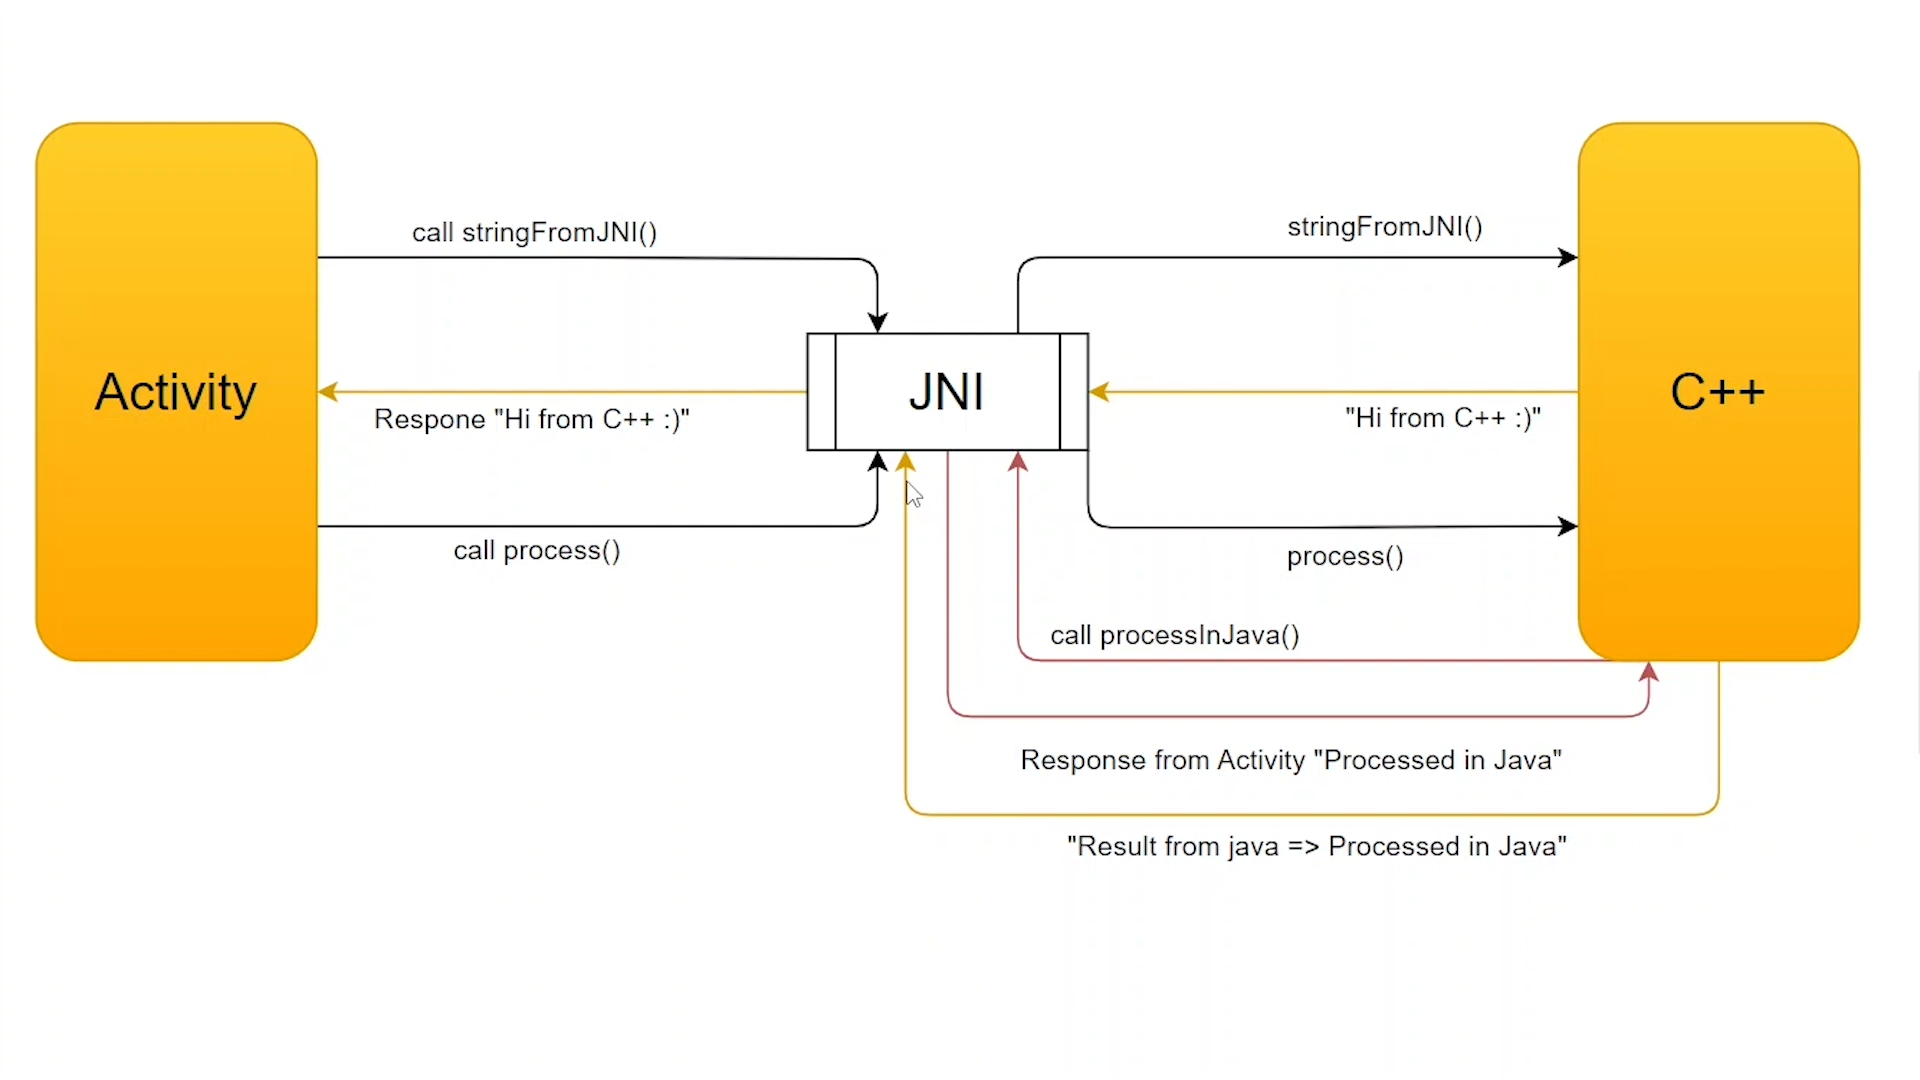 call stringFromJNI()
stringFromJNI()
Activity
JNI
C++
Respone "Hi from C++ :)"
"Hi from C++ :)"
call process()
process()
call processInJava()
Response from Activity "Processed in Java"
"Result from java => Processed in Java"